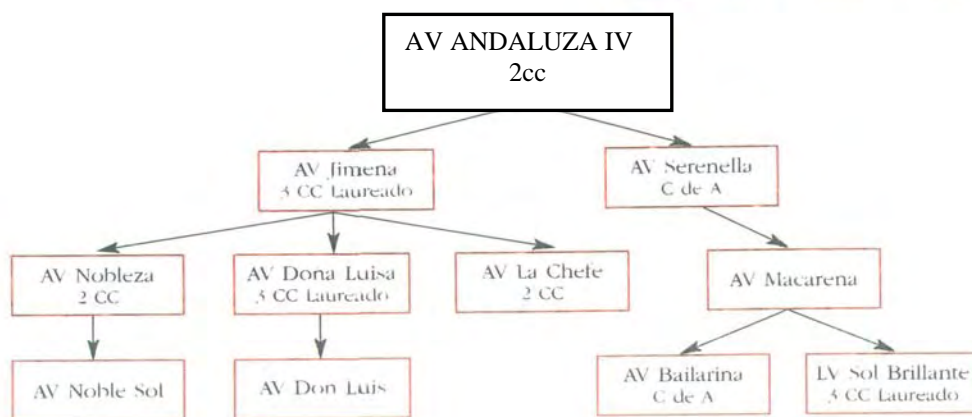 AV ANDALUZA IV
2cc
AV Jimena
3 CC Laureado
AV Serenella
C de A
AV Nobleza
2 CC
AV Dona Luisa
3 CC Laureado
AV La Chefe
2 CC
AV Macarena
AV Noble Sol
AV Don Luis
AV Bailarina
C de A
LV Sol Brillante
3 CC Laureado